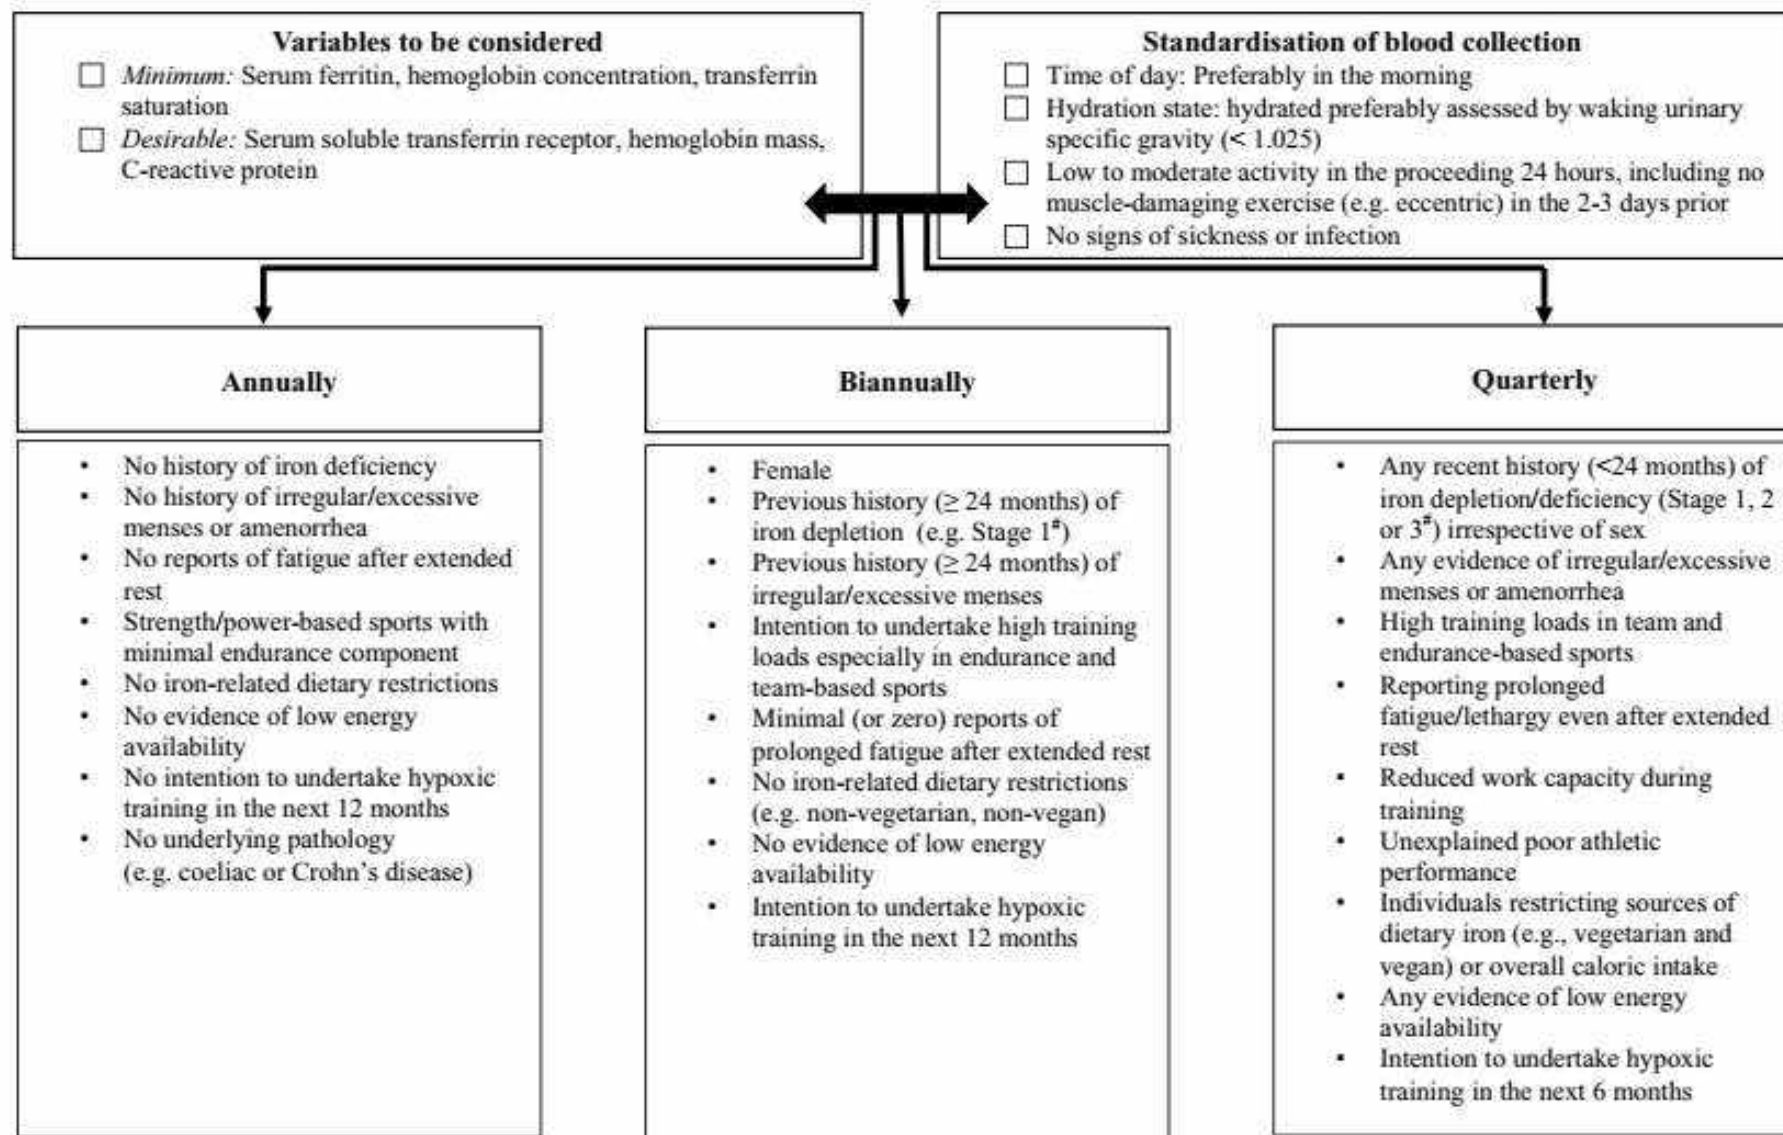 Variables to be considered
☐ Minimum: Serum ferritin, hemoglobin concentration, transferrin
saturation
☐ Desirable: Serum soluble transferrin receptor, hemoglobin mass,
C-reactive protein
Standardisation of blood collection
☐ Time of day: Preferably in the morning
☐ Hydration state: hydrated preferably assessed by waking urinary
specific gravity (< 1.025)
☐ Low to moderate activity in the proceeding 24 hours, including no
muscle-damaging exercise (e.g. eccentric) in the 2-3 days prior
☐ No signs of sickness or infection
Annually
• No history of iron deficiency
• No history of irregular/excessive
menses or amenorrhea
• No reports of fatigue after extended
rest
• Strength/power-based sports with
minimal endurance component
• No iron-related dietary restrictions
• No evidence of low energy
availability
• No intention to undertake hypoxic
training in the next 12 months
• No underlying pathology
(e.g. coeliac or Crohn's disease)
Biannually
• Female
• Previous history (≥ 24 months) of
iron depletion (e.g. Stage 1#)
• Previous history (≥ 24 months) of
irregular/excessive menses
• Intention to undertake high training
loads especially in endurance and
team-based sports
• Minimal (or zero) reports of
prolonged fatigue after extended rest
• No iron-related dietary restrictions
(e.g. non-vegetarian, non-vegan)
• No evidence of low energy
availability
• Intention to undertake hypoxic
training in the next 12 months
Quarterly
• Any recent history (<24 months) of
iron depletion/deficiency (Stage 1, 2
or 3#) irrespective of sex
• Any evidence of irregular/excessive
menses or amenorrhea
• High training loads in team and
endurance-based sports
• Reporting prolonged
fatigue/lethargy even after extended
rest
• Reduced work capacity during
training
• Unexplained poor athletic
performance
• Individuals restricting sources of
dietary iron (e.g., vegetarian and
vegan) or overall caloric intake
• Any evidence of low energy
availability
• Intention to undertake hypoxic
training in the next 6 months